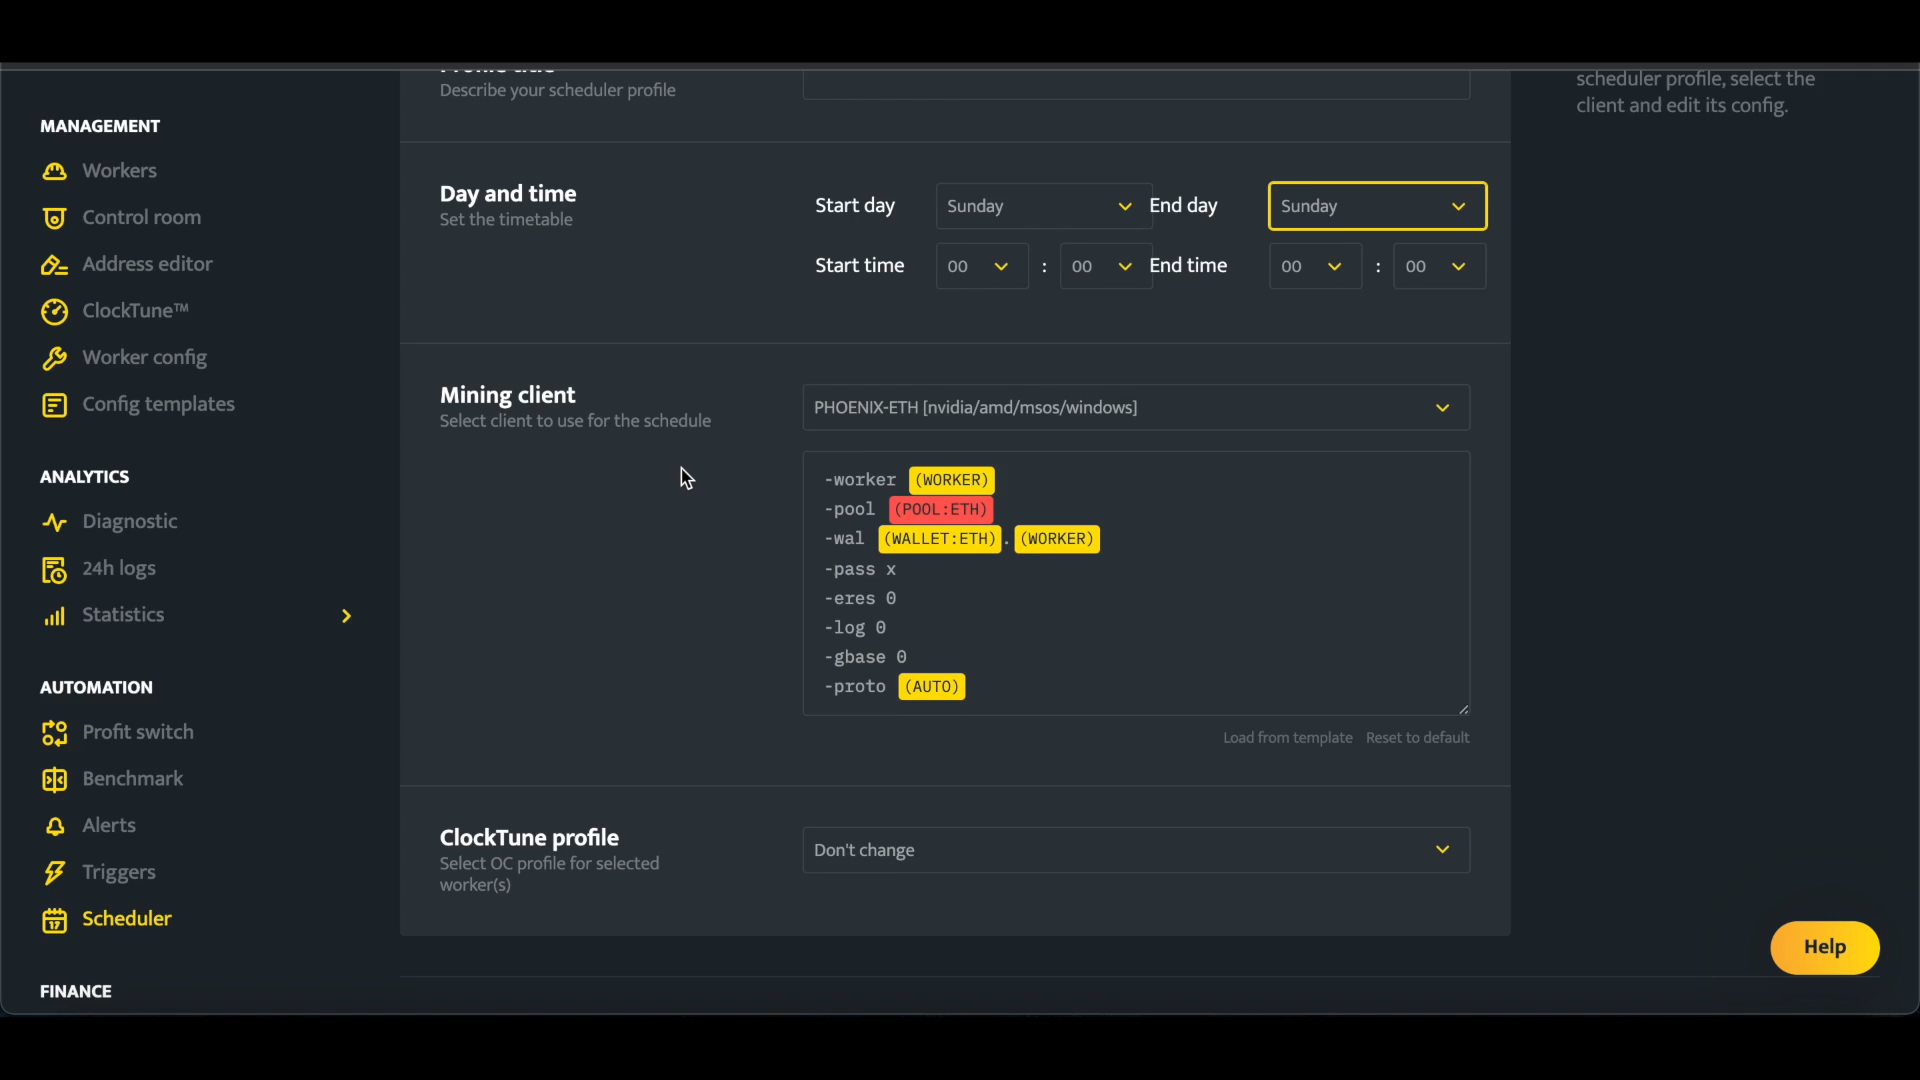 MANAGEMENT
Workers
Control room
Address editor
ClockTune™
Worker config
Config templates
ANALYTICS
Diagnostic
24h logs
Statistics
AUTOMATION
Profit switch
Benchmark
Alerts
Triggers
Scheduler
FINANCE
Profile title
Describe your scheduler profile
Day and time
Set the timetable
Start day Sunday End day Sunday
Start time 00 : 00 End time 00 : 00
Mining client
Select client to use for the schedule
PHOENIX-ETH [nvidia/amd/msos/windows]
-worker (WORKER)
-pool (POOL:ETH)
-wal (WALLET:ETH).(WORKER)
-pass x
-eres 0
-log 0
-gbase 0
-proto (AUTO)
Load from template Reset to default
ClockTune profile
Select OC profile for selected
worker(s)
Don't change
scheduler profile, select the
client and edit its config.
Help